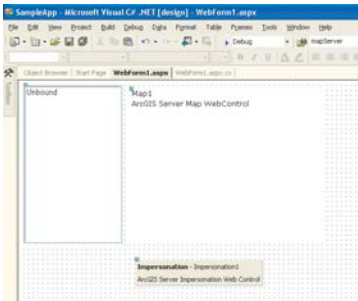 SampleApp - Microsoft Visual C# .NET [design] - WebForm1.aspx
File Edit View Project Build Debug Data Format Table Frames Tools Window Help
Debug mapServer
Object Browser Start Page WebForm1.aspx WebForm1.aspx.cs
Toolbox
Unbound
Map1
ArcGIS Server Map WebControl
Impersonation - Impersonation1
ArcGIS Server Impersonation Web Control